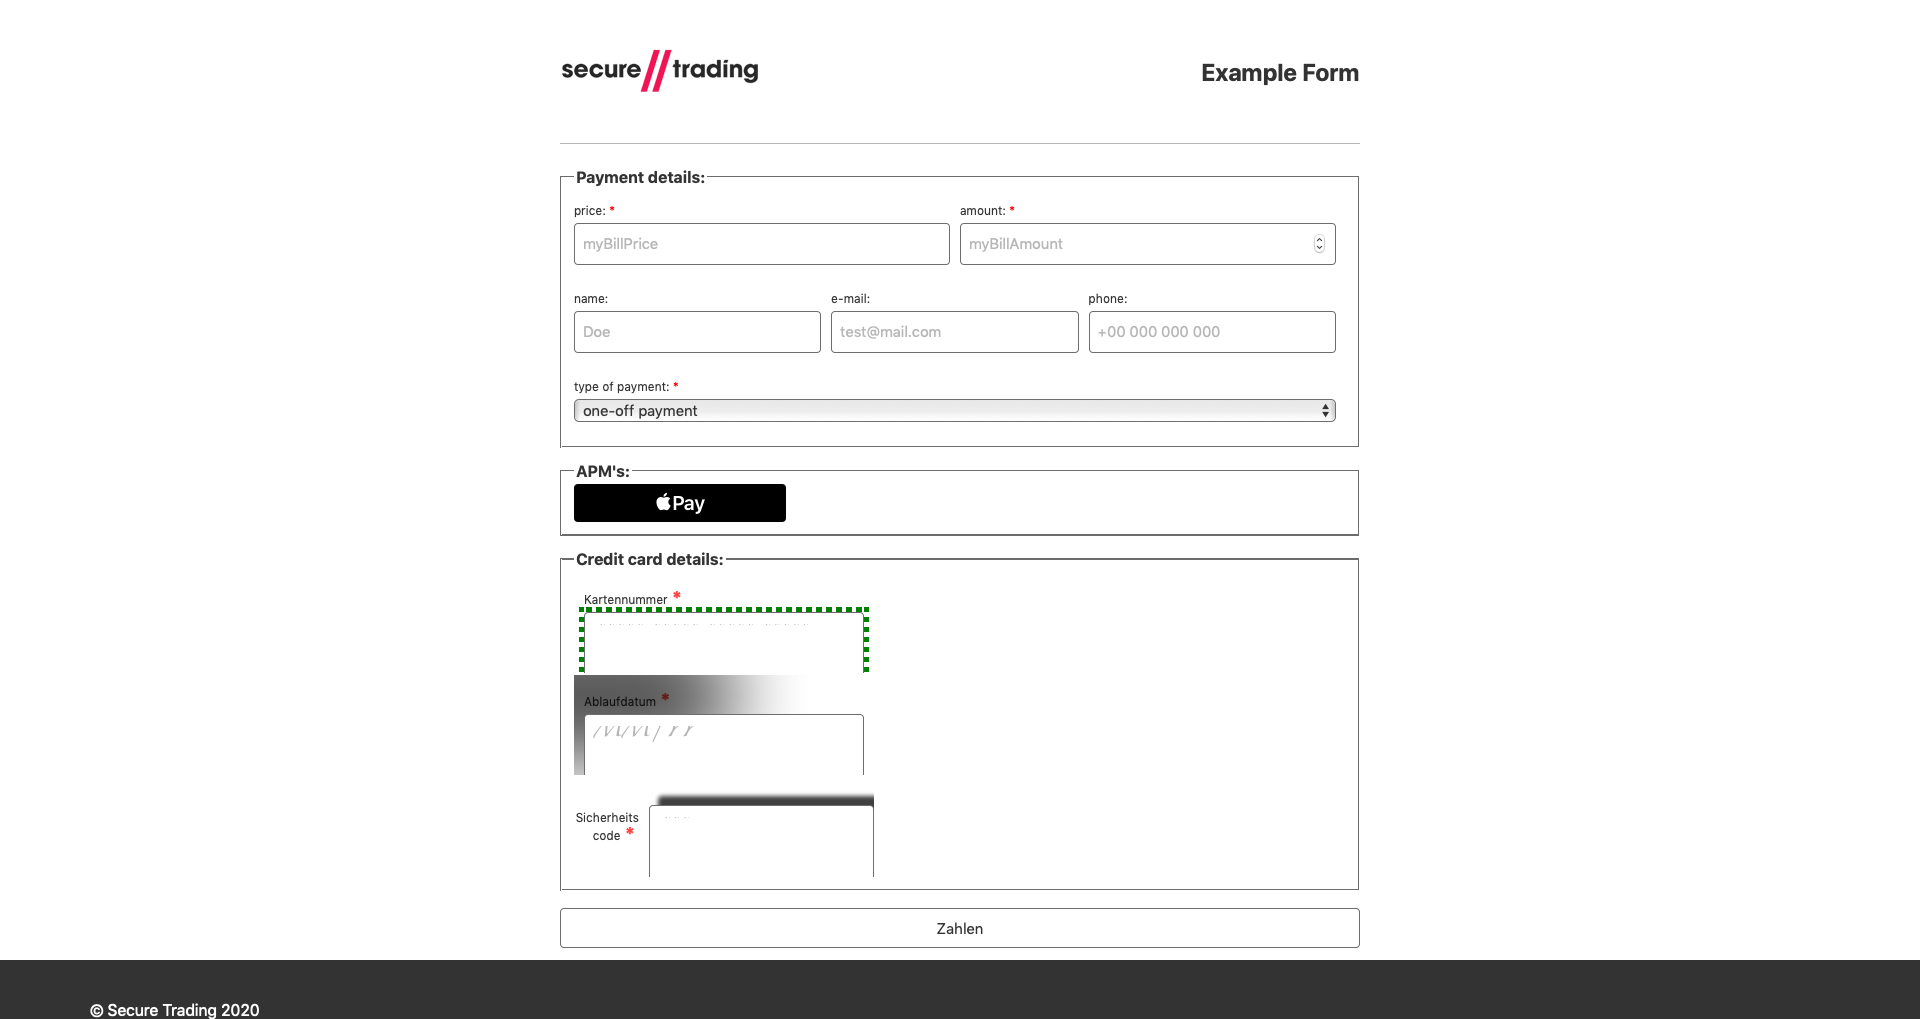 secure//trading
Example Form
Payment details:
price: *
amount: *
myBillPrice
myBillAmount
name:
e-mail:
phone:
Doe
test@mail.com
+00 000 000 000
type of payment: *
one-off payment
APM's:
Pay
Credit card details:
Kartennummer *
Ablaufdatum *
Sicherheits
code *
Zahlen
© Secure Trading 2020